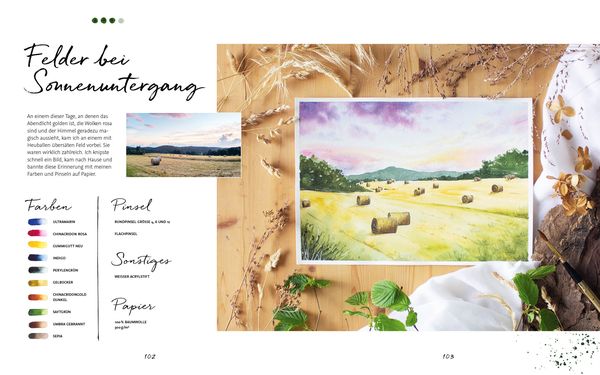 Felder bei
Sonnenuntergang
An einem dieser Tage, an denen das
Abendlicht golden ist, die Wolken rosa
sind und der Himmel geradezu ma-
gisch aussieht, kam ich an einem mit
Heuballen übersäten Feld vorbei. Sie
waren wirklich zahlreich. Ich knipste
schnell ein Bild, kam nach Hause und
bannte diese Erinnerung mit meinen
Farben und Pinseln auf Papier.
Farben
ULTRAMARIN
CHINACRIDON ROSA
GUMMIGUTT NEU
INDIGO
PERYLENGRÜN
GELBOCKER
CHINACRIDONGOLD
DUNKEL
SAFTGRÜN
UMBRA GEBRANNT
SEPIA
Pinsel
RUNDPINSEL GRÖSSE 4, 6 UND 12
FLACHPINSEL
Sonstiges
WEISSER ACRYLSTIFT
Papier
100% BAUMWOLLE
300 g/m²
102
103